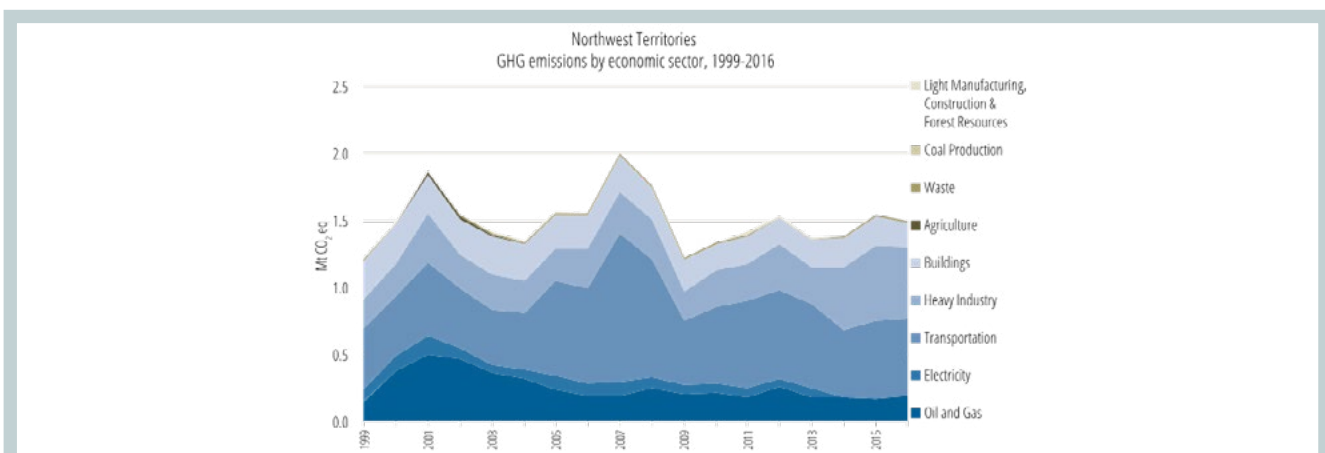 Northwest Territories
GHG emissions by economic sector, 1999-2016
2.5
2.0
1.5
1.0
0.5
0.0
Mt CO₂ eq
1999
2001
2003
2005
2007
2009
2011
2013
2015
Light Manufacturing,
Construction &
Forest Resources
Coal Production
Waste
Agriculture
Buildings
Heavy Industry
Transportation
Electricity
Oil and Gas